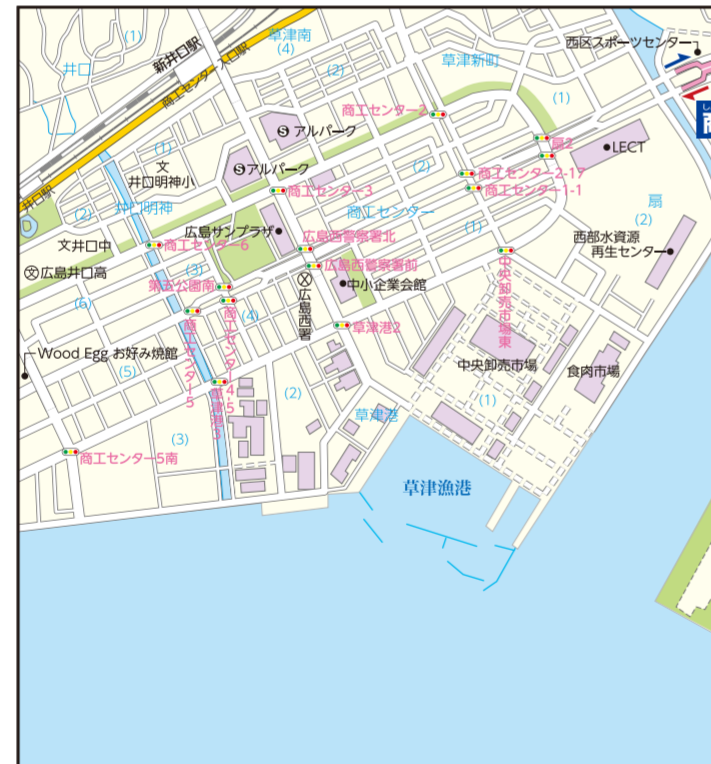 (1)
草津南
(4)
西区スポーツセンター
新井口駅
井口
商工センター入口駅
(2)
草津新町
(1)
商工センター2
S アルパーク
扇2
LECT
(1)
文
井口明神小
S アルパーク
(2)
商工センター2-17
商工センター1-1
商工センター3
井口駅
井口明神
(2)
商工センター
扇
(2)
広島サンプラザ
(1)
文井口中
商工センター6
広島西警察署北
西部水資源
再生センター
文広島井口高
(3)
広島西警察署前
中央卸売市場東
第五公園南
中小企業会館
広島西署
(6)
(4)
商工センター5
商工センター4-5
草津港2
Wood Egg お好み焼館
(5)
中央卸売市場
食肉市場
草津港3
(2)
(1)
草津港
(3)
商工センター5南
草津漁港